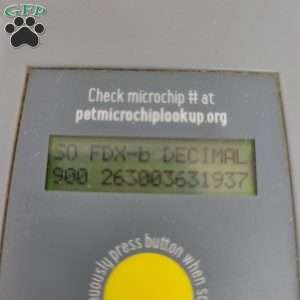 GFP
Check microchip # at
petmicrochiplookup.org
SO FDX-b DECIMAL
900 263003631937
press button when